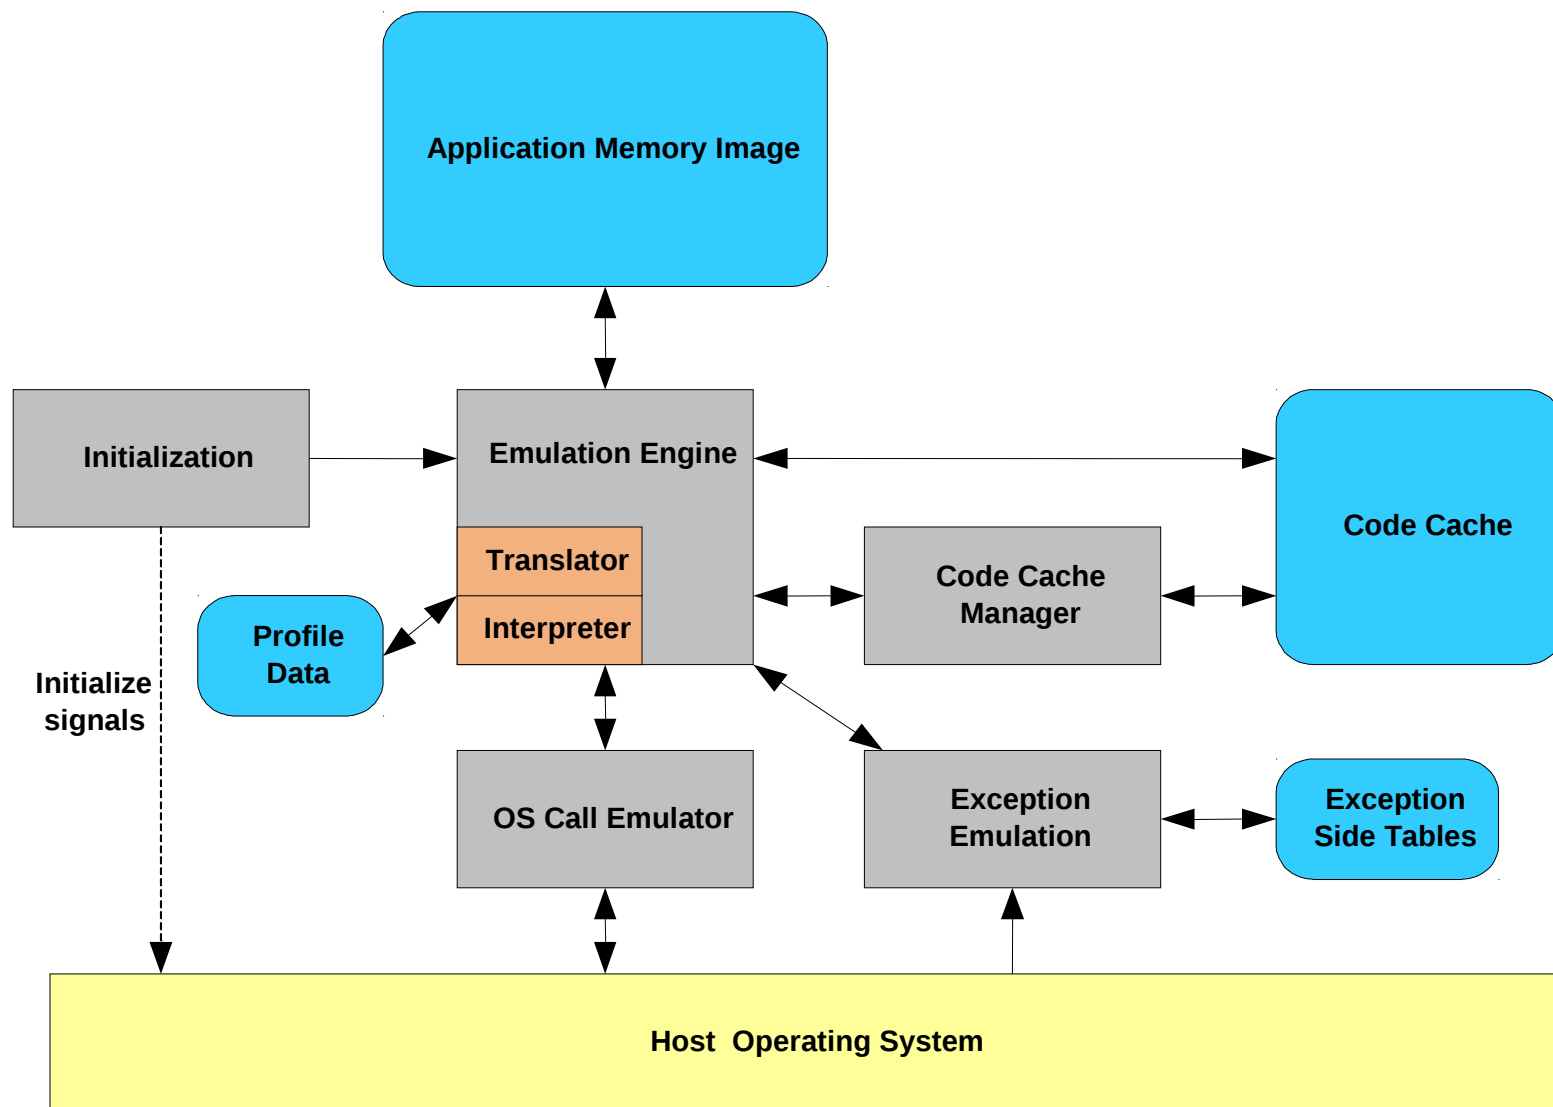 Application Memory Image
Initialization
Emulation Engine
Translator
Interpreter
Code Cache
Manager
Code Cache
Profile
Data
Initialize
signals
OS Call Emulator
Exception
Emulation
Exception
Side Tables
Host Operating System